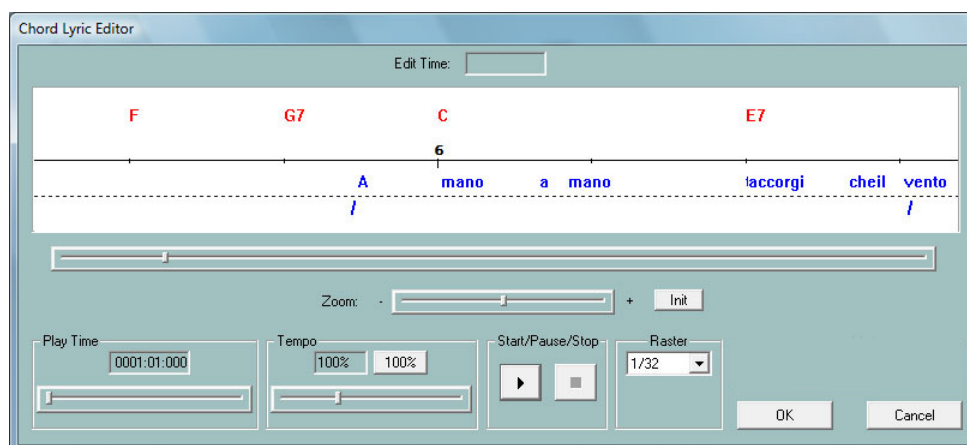 Chord Lyric Editor
Edit Time:
F G7 C E7
6
A mano a mano taccorgi cheil vento
/ /
Zoom: - + Init
Play Time Tempo Start/Pause/Stop Raster
0001:01:000 100% 100% 1/32
OK Cancel